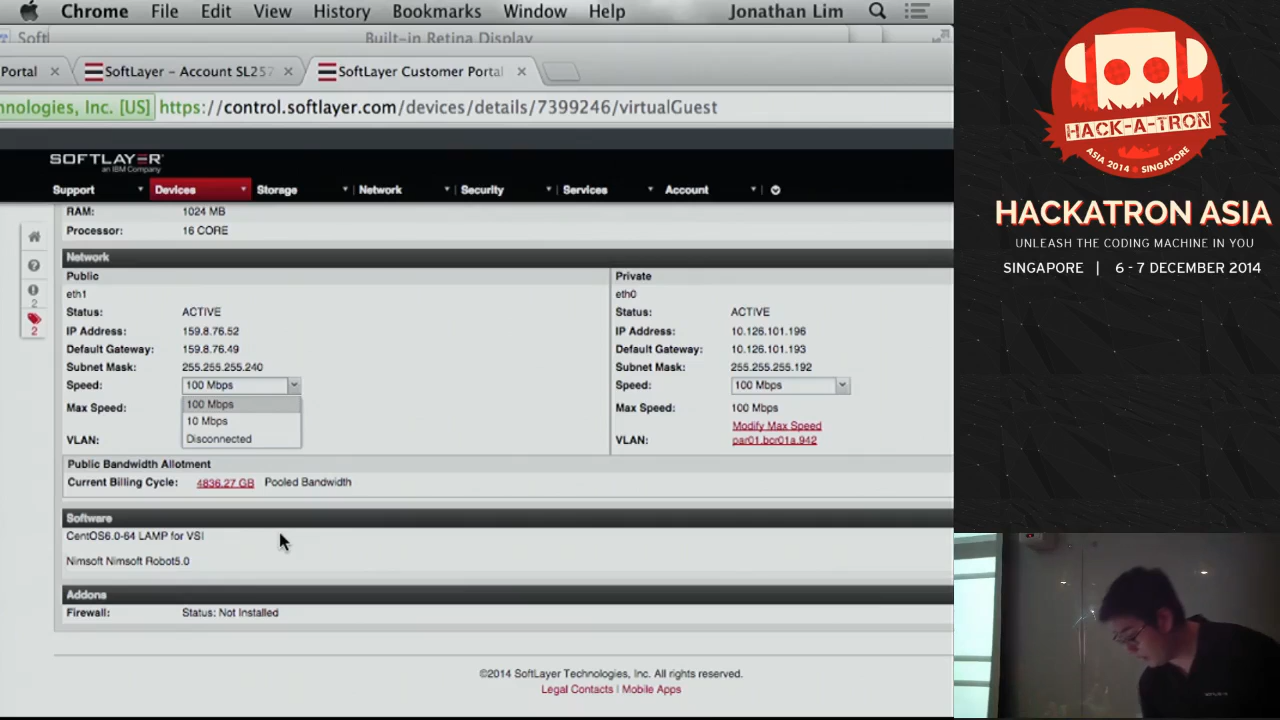 Chrome File Edit View History Bookmarks Window Help Jonathan Lim
Soft Built-in Retina Display
Portal SoftLayer - Account SL257 SoftLayer Customer Portal
hnologies, Inc. [US] https://control.softlayer.com/devices/details/7399246/virtualGuest
SOFTLAYER
an IBM Company
Support Devices Storage Network Security Services Account
RAM: 1024 MB
Processor: 16 CORE
2
2
Network
Public Private
eth1 eth0
Status: ACTIVE Status: ACTIVE
IP Address: 159.8.76.52 IP Address: 10.126.101.196
Default Gateway: 159.8.76.49 Default Gateway: 10.126.101.193
Subnet Mask: 255.255.255.240 Subnet Mask: 255.255.255.192
Speed: 100 Mbps Speed: 100 Mbps
100 Mbps
Max Speed: 10 Mbps Max Speed: 100 Mbps
Modify Max Speed
VLAN: Disconnected VLAN: par01.bcr01a.942
Public Bandwidth Allotment
Current Billing Cycle: 4836.27 GB Pooled Bandwidth
Software
CentOS6.0-64 LAMP for VSI
Nimsoft Nimsoft Robot5.0
Addons
Firewall: Status: Not Installed
©2014 SoftLayer Technologies, Inc. All rights reserved.
Legal Contacts | Mobile Apps
HACK-A-TRON
ASIA 2014 SINGAPORE
HACKATRON ASIA
UNLEASH THE CODING MACHINE IN YOU
SINGAPORE | 6 - 7 DECEMBER 2014